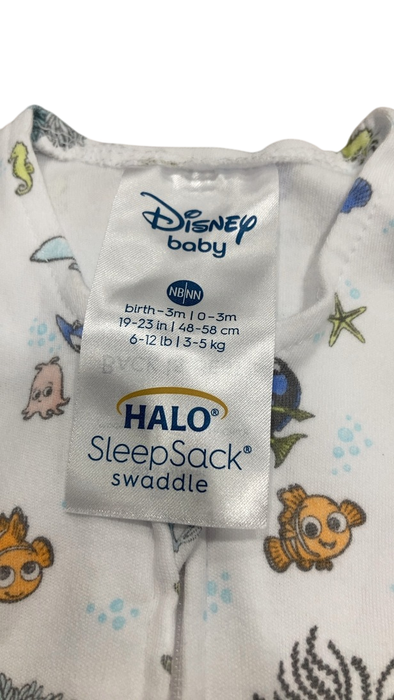 Disney
baby
NB|NN
birth-3m | 0-3m
19-23 in | 48-58 cm
6-12 lb | 3-5 kg
HALO®
SleepSack®
swaddle